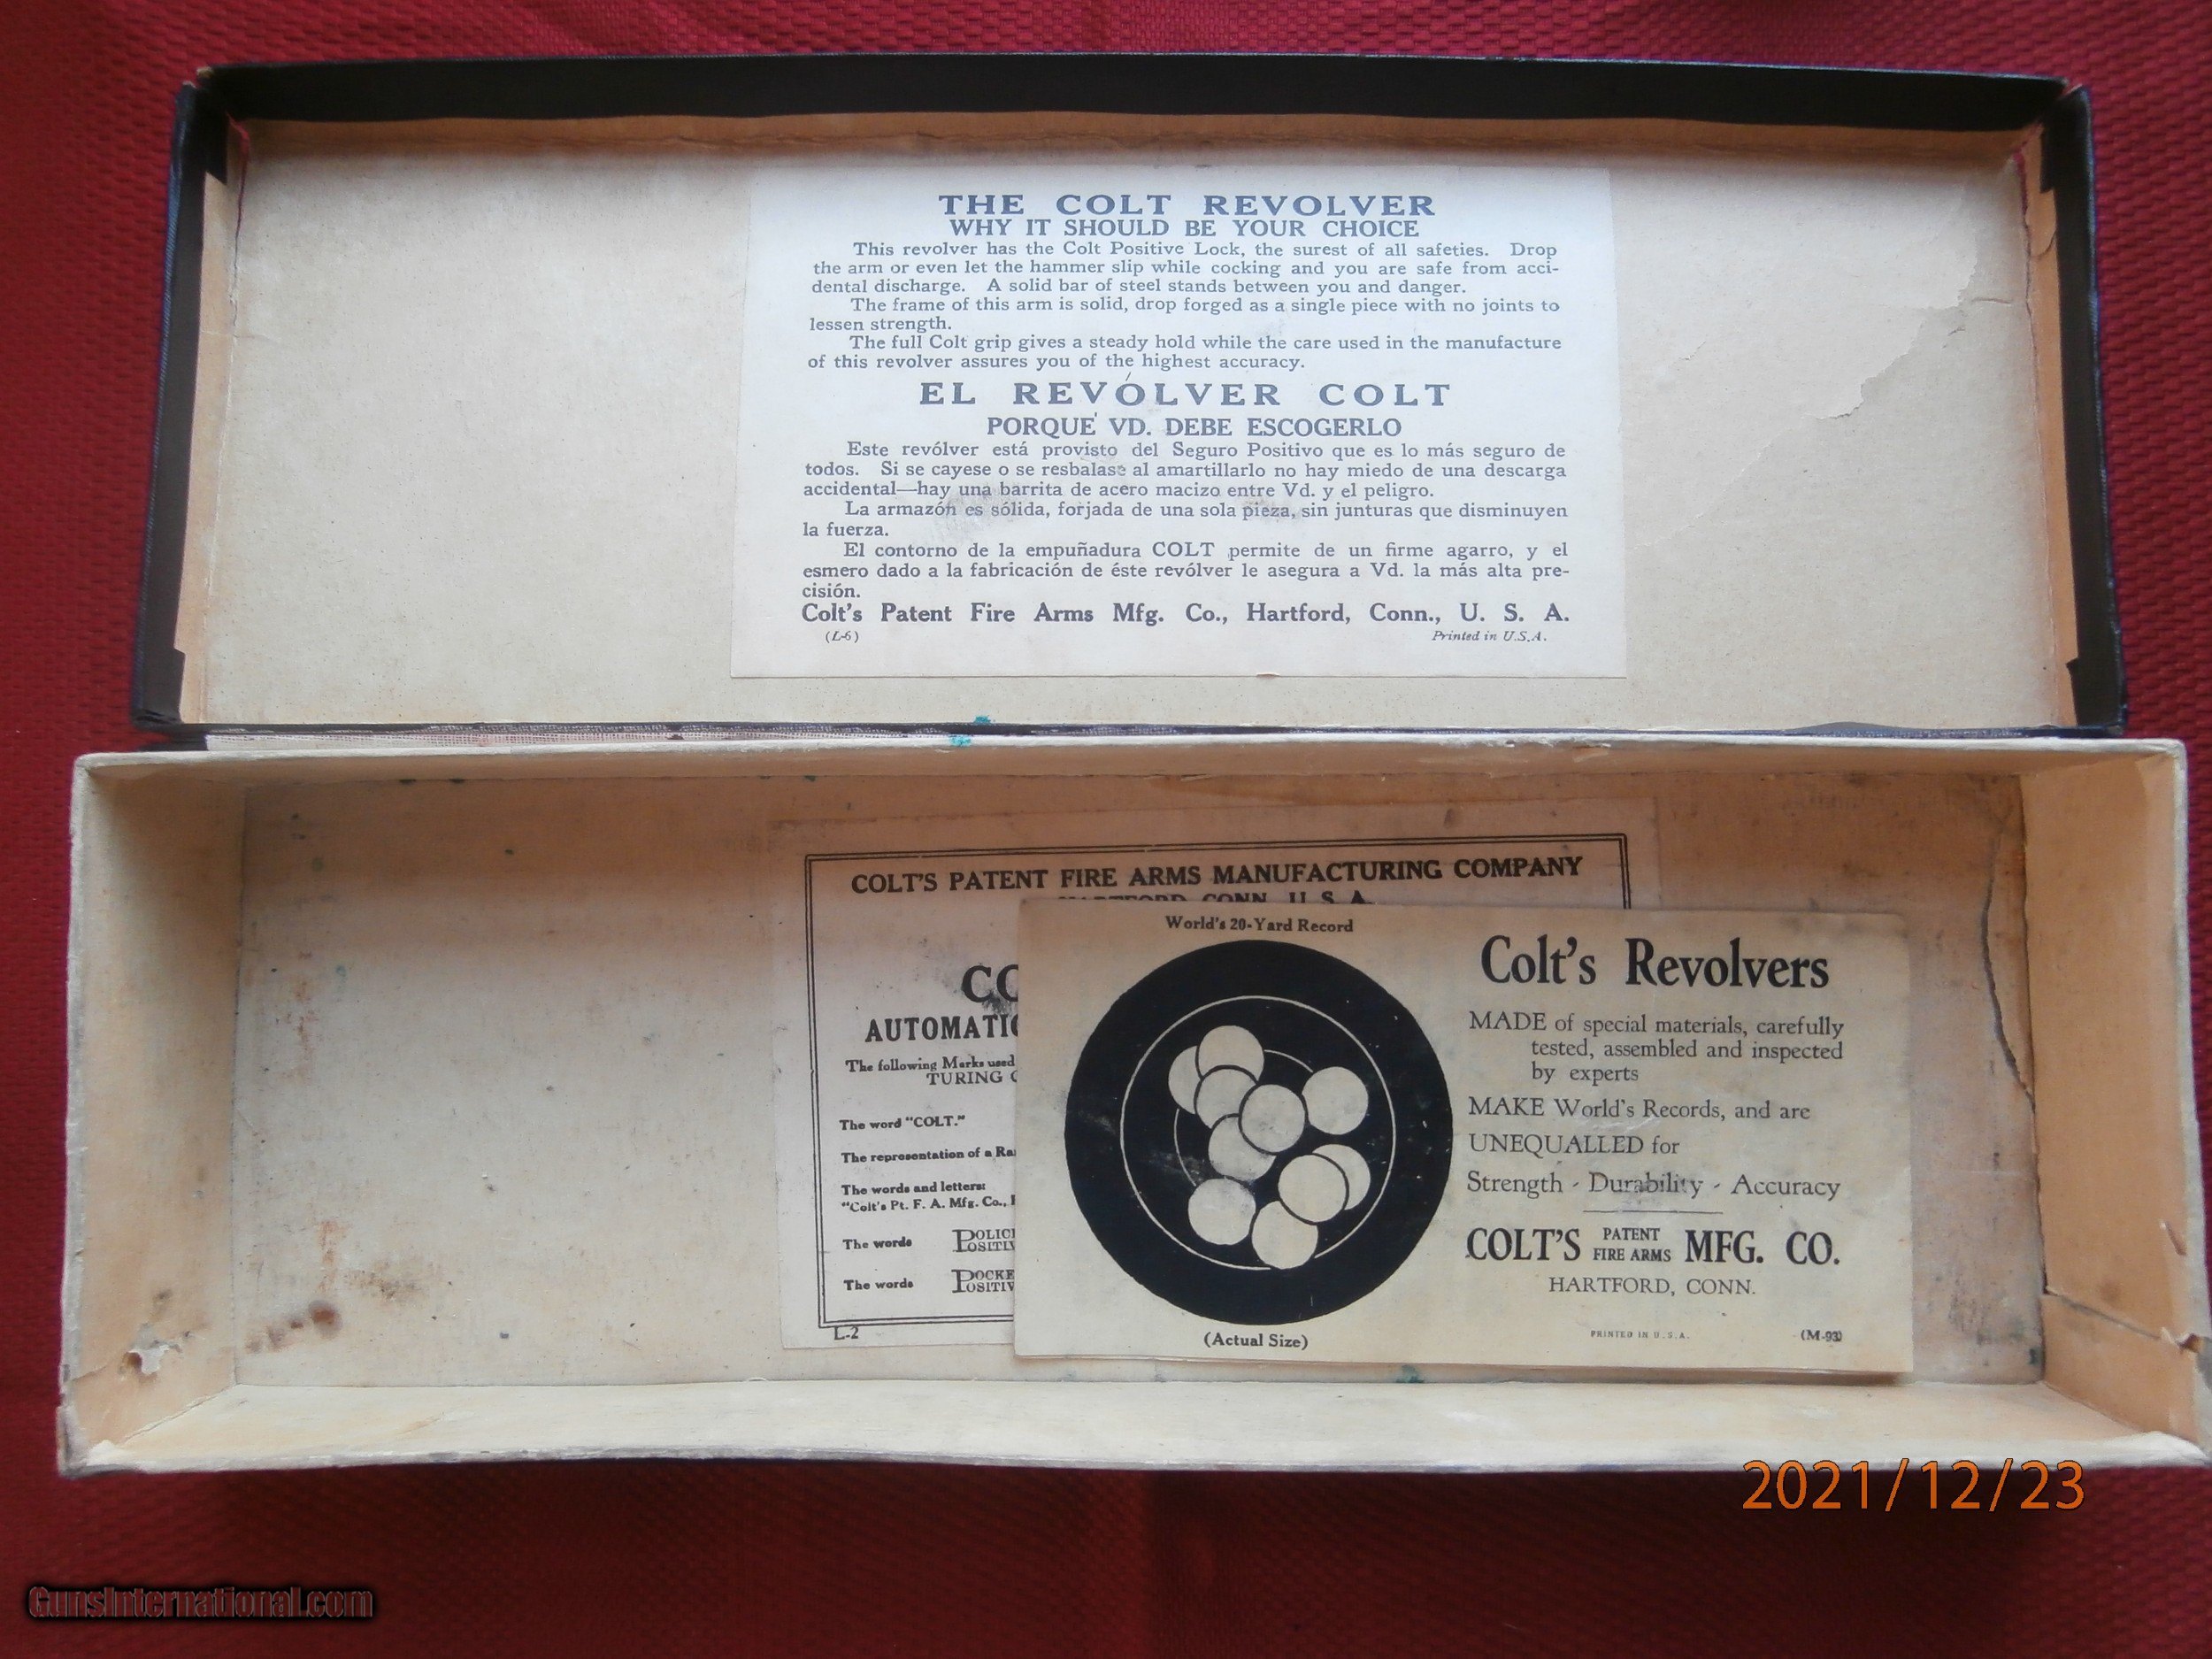 THE COLT REVOLVER
WHY IT SHOULD BE YOUR CHOICE
This revolver has the Colt Positive Lock, the surest of all safeties. Drop
the arm or even let the hammer slip while cocking and you are safe from acci-
dental discharge. A solid bar of steel stands between you and danger.
The frame of this arm is solid, drop forged as a single piece with no joints to
lessen strength.
The full Colt grip gives a steady hold while the care used in the manufacture
of this revolver assures you of the highest accuracy.
EL REVÓLVER COLT
PORQUÉ VD. DEBE ESCOGERLO
Este revólver está provisto del Seguro Positivo que es lo más seguro de
todos. Si se cayese o se resbalase al amartillarlo no hay miedo de una descarga
accidental—hay una barrita de acero macizo entre Vd. y el peligro.
La armazón es sólida, forjada de una sola pieza, sin junturas que disminuyen
la fuerza.
El contorno de la empuñadura COLT permite de un firme agarro, y el
esmero dado a la fabricación de éste revólver le asegura a Vd. la más alta pre-
cisión.
Colt's Patent Fire Arms Mfg. Co., Hartford, Conn., U. S. A.
(L-6) Printed in U.S.A.
COLT'S PATENT FIRE ARMS MANUFACTURING COMPANY
HARTFORD, CONN., U. S. A.
CO
AUTOMATIC
The following Marks used
TURING C
The word "COLT."
The representation of a Ra
The words and letters:
"Colt's Pt. F. A. Mfg. Co., H
The words POLIC
POSITIV
The words POCKE
POSITIV
L-2
World's 20-Yard Record
(Actual Size)
Colt's Revolvers
MADE of special materials, carefully
tested, assembled and inspected
by experts
MAKE World's Records, and are
UNEQUALLED for
Strength - Durability - Accuracy
COLT'S PATENT FIRE ARMS MFG. CO.
HARTFORD, CONN.
PRINTED IN U.S.A. (M-93)
2021/12/23
GunsInternational.com